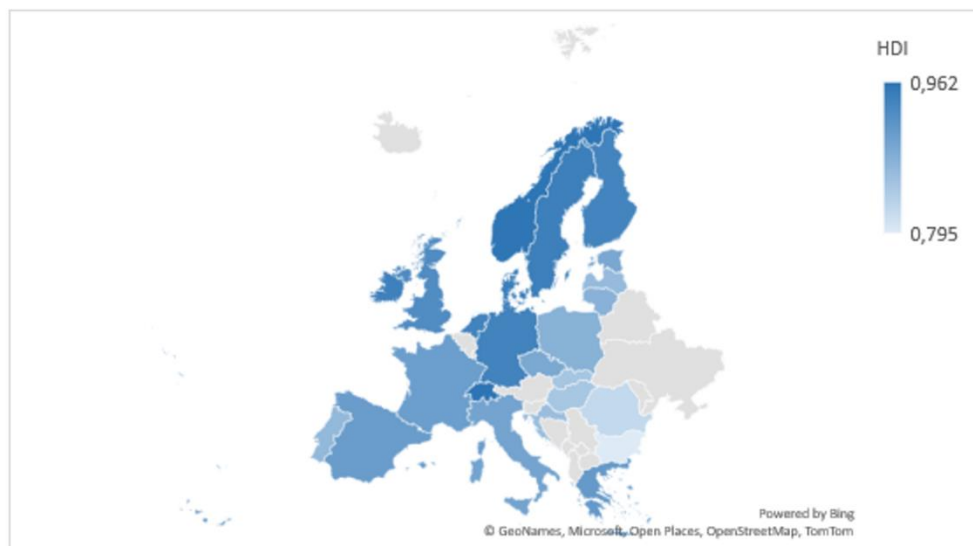 HDI
0,962
0,795
Powered by Bing
© GeoNames, Microsoft, Open Places, OpenStreetMap, TomTom